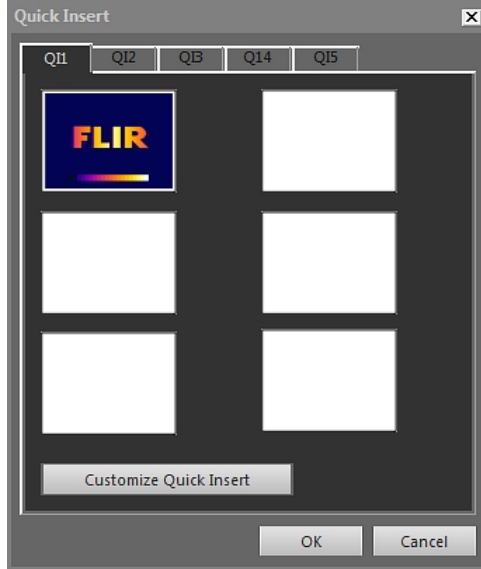 Quick Insert
QI1 QI2 QI3 Q14 QI5
FLIR
Customize Quick Insert
OK Cancel